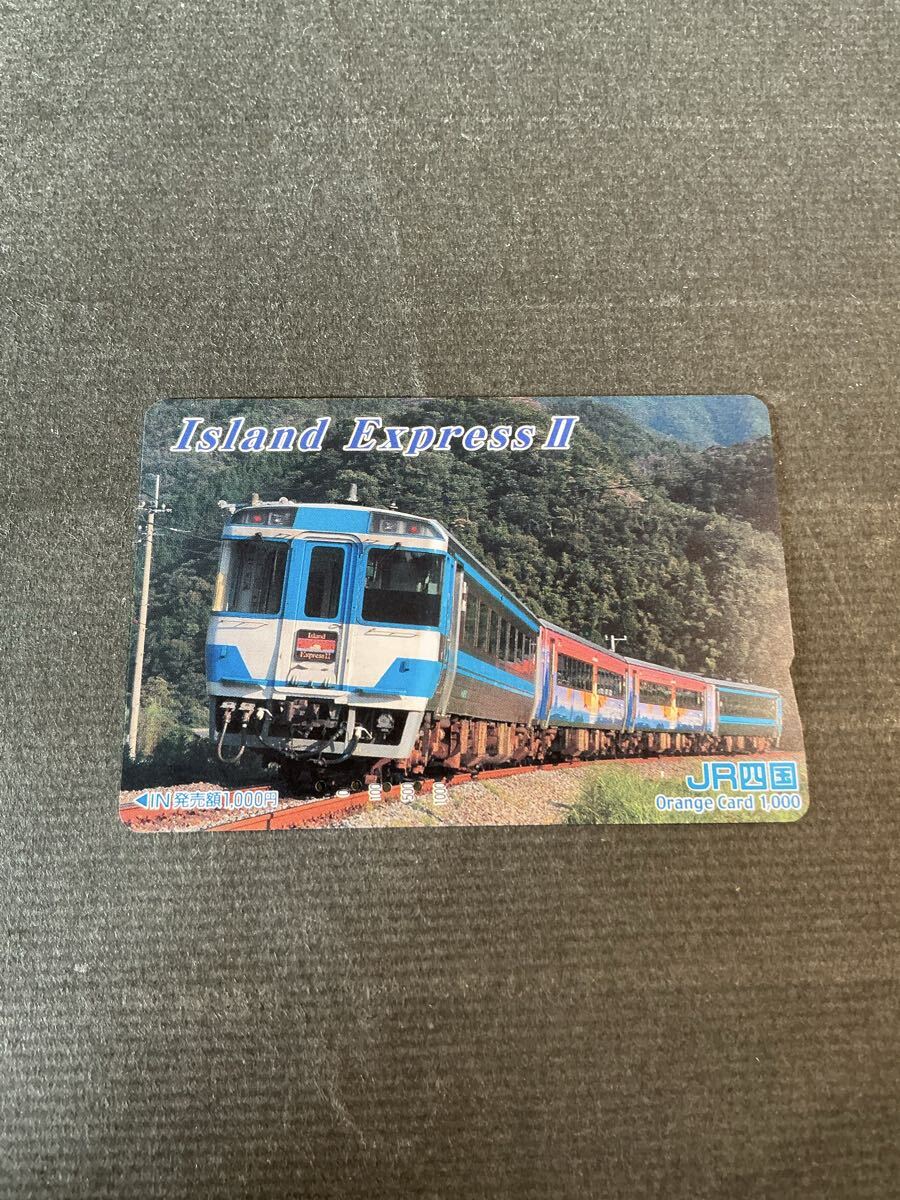 Island Express II
Island
Express II
◀IN 発売額1,000円
JR四国
Orange Card 1,000